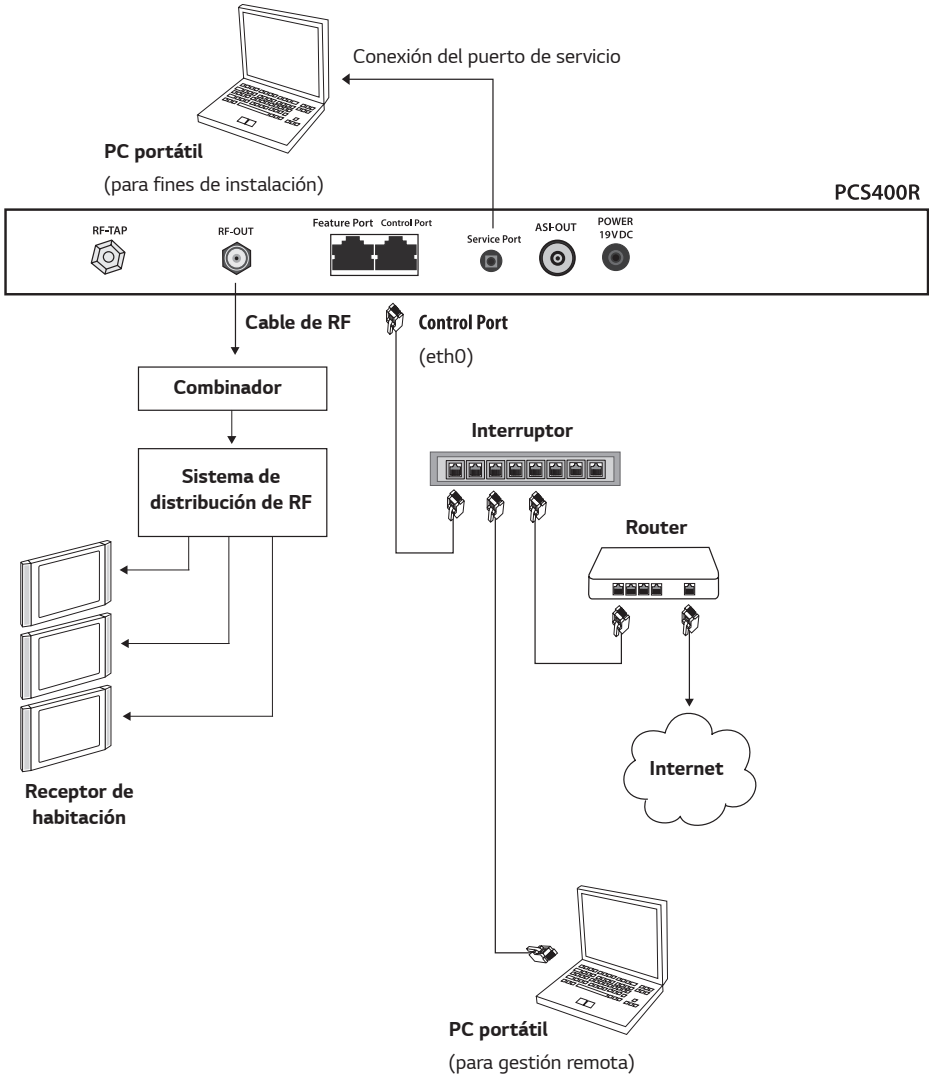 Conexión del puerto de servicio
PC portátil
(para fines de instalación)
PCS400R
RF-TAP
RF-OUT
Feature Port
Control Port
Service Port
ASI-OUT
POWER
19V DC
Cable de RF
Control Port
(eth0)
Combinador
Interruptor
Sistema de
distribución de RF
Router
Internet
Receptor de
habitación
PC portátil
(para gestión remota)